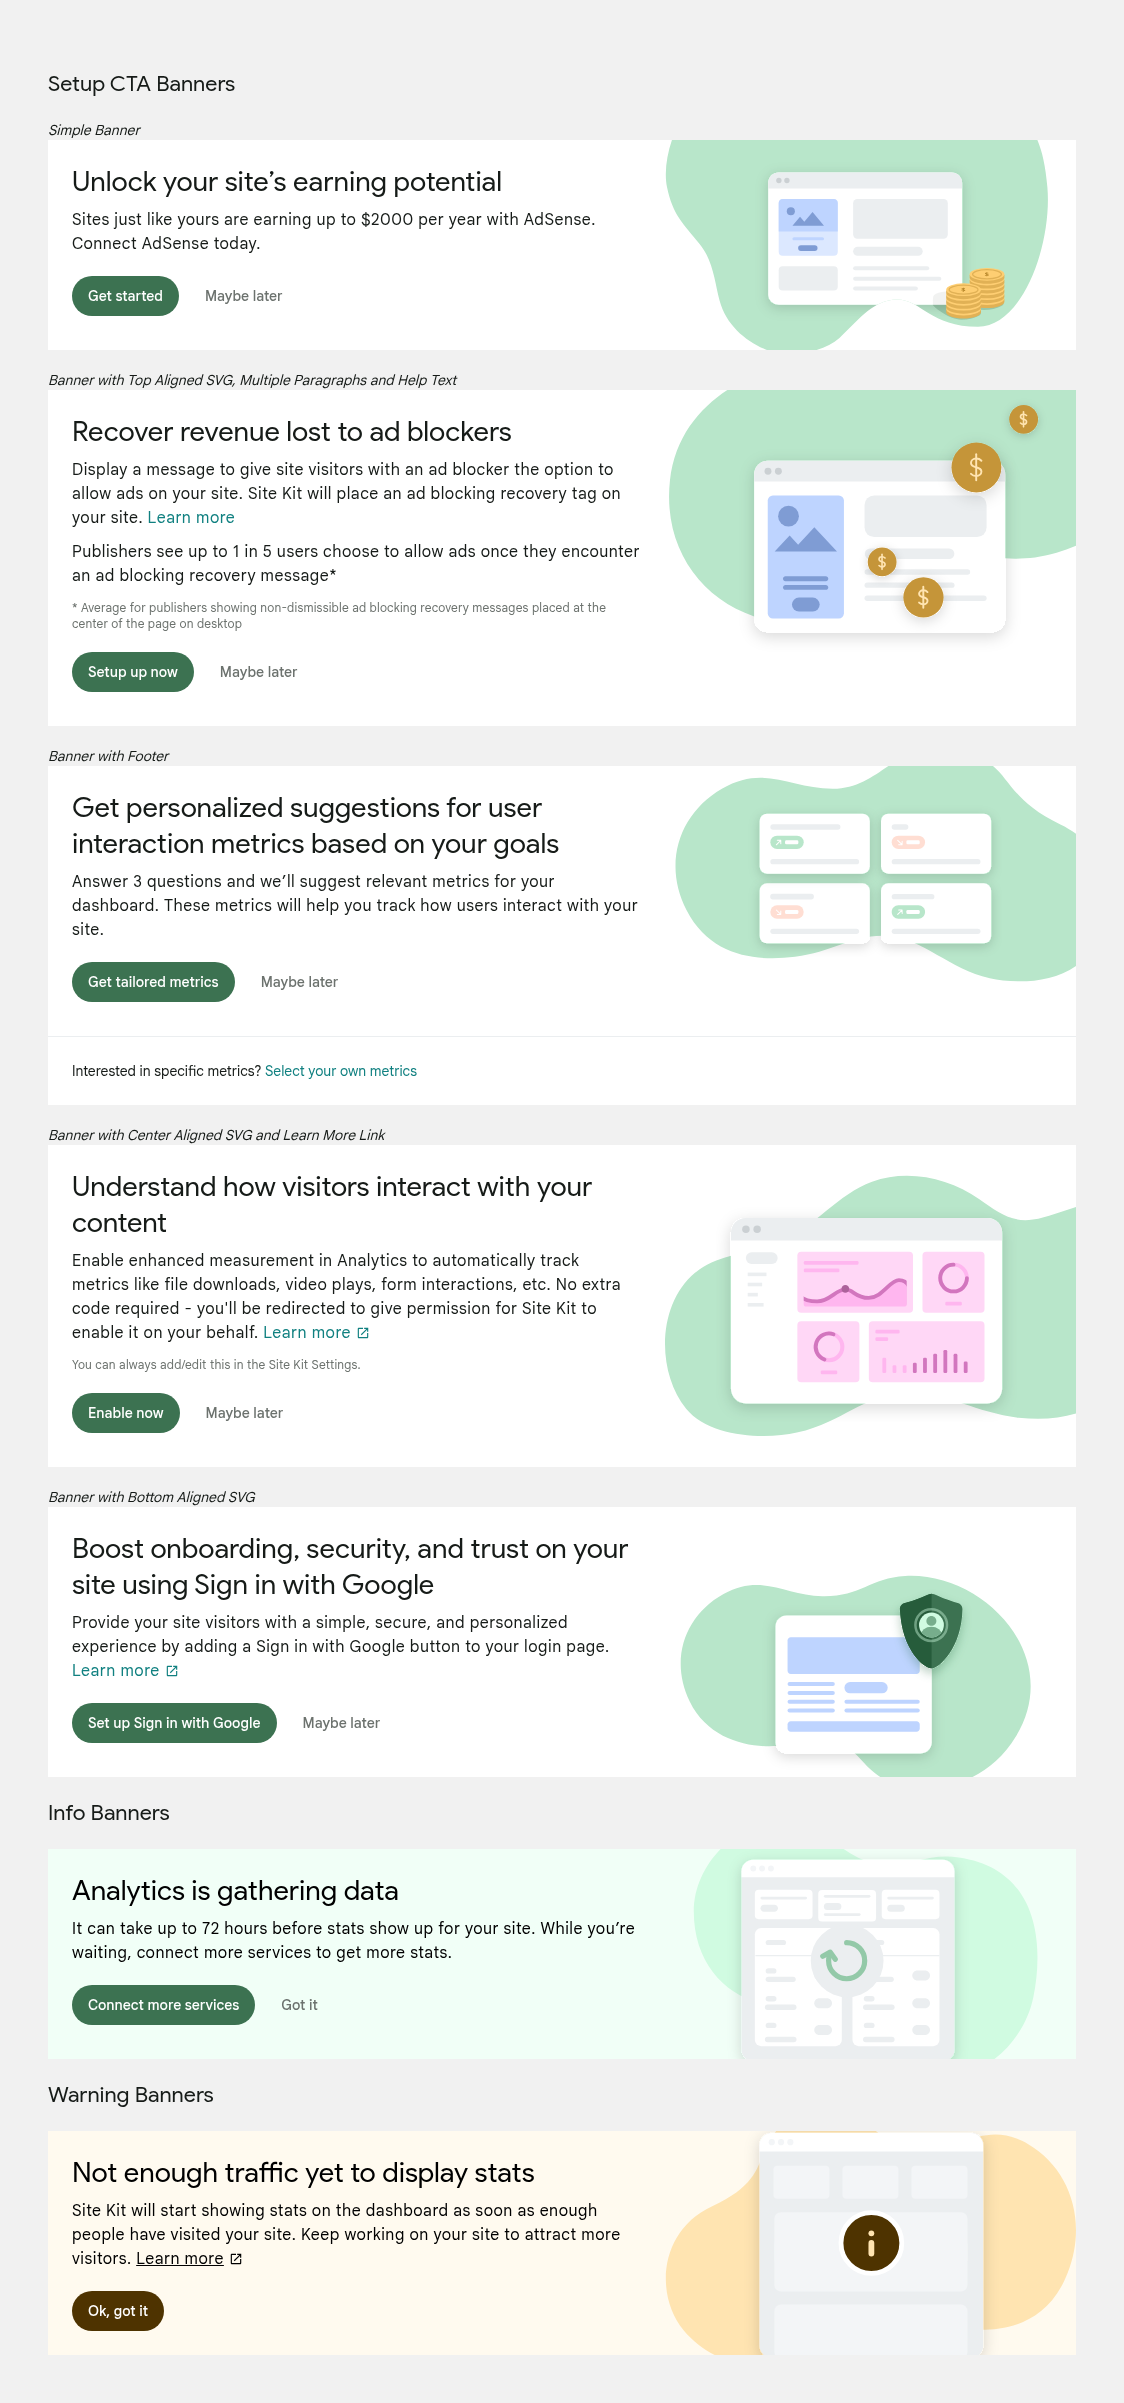 Setup CTA Banners
Simple Banner
Unlock your site’s earning potential
Sites just like yours are earning up to $2000 per year with AdSense.
Connect AdSense today.
Get started
Maybe later
Banner with Top Aligned SVG, Multiple Paragraphs and Help Text
Recover revenue lost to ad blockers
Display a message to give site visitors with an ad blocker the option to
allow ads on your site. Site Kit will place an ad blocking recovery tag on
your site. Learn more
Publishers see up to 1 in 5 users choose to allow ads once they encounter
an ad blocking recovery message*
* Average for publishers showing non-dismissible ad blocking recovery messages placed at the
center of the page on desktop
Setup up now
Maybe later
$
$
$
$
Banner with Footer
Get personalized suggestions for user
interaction metrics based on your goals
Answer 3 questions and we’ll suggest relevant metrics for your
dashboard. These metrics will help you track how users interact with your
site.
Get tailored metrics
Maybe later
Interested in specific metrics? Select your own metrics
Banner with Center Aligned SVG and Learn More Link
Understand how visitors interact with your
content
Enable enhanced measurement in Analytics to automatically track
metrics like file downloads, video plays, form interactions, etc. No extra
code required - you'll be redirected to give permission for Site Kit to
enable it on your behalf. Learn more
You can always add/edit this in the Site Kit Settings.
Enable now
Maybe later
Banner with Bottom Aligned SVG
Boost onboarding, security, and trust on your
site using Sign in with Google
Provide your site visitors with a simple, secure, and personalized
experience by adding a Sign in with Google button to your login page.
Learn more
Set up Sign in with Google
Maybe later
Info Banners
Analytics is gathering data
It can take up to 72 hours before stats show up for your site. While you’re
waiting, connect more services to get more stats.
Connect more services
Got it
Warning Banners
Not enough traffic yet to display stats
Site Kit will start showing stats on the dashboard as soon as enough
people have visited your site. Keep working on your site to attract more
visitors. Learn more
Ok, got it